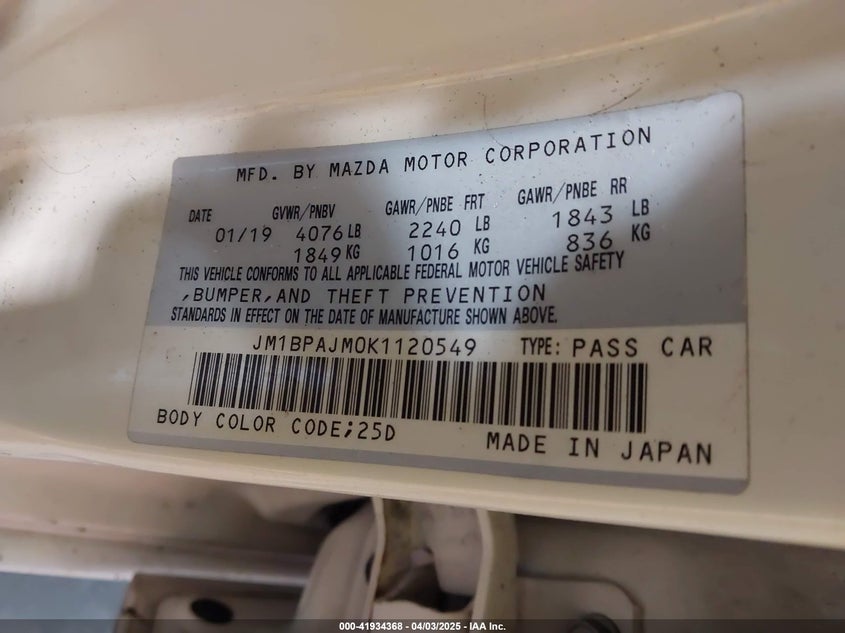 MFD. BY MAZDA MOTOR CORPORATION
DATE GVWR/PNBV GAWR/PNBE FRT GAWR/PNBE RR
01/19 4076 LB 2240 LB 1843 LB
1849 KG 1016 KG 836 KG
THIS VEHICLE CONFORMS TO ALL APPLICABLE FEDERAL MOTOR VEHICLE SAFETY
,BUMPER,AND THEFT PREVENTION
STANDARDS IN EFFECT ON THE DATE OF MANUFACTURE SHOWN ABOVE.
JM1BPAJM0K1120549 TYPE: PASS CAR
BODY COLOR CODE;25D MADE IN JAPAN
000-41934368 - 04/03/2025 - IAA Inc.